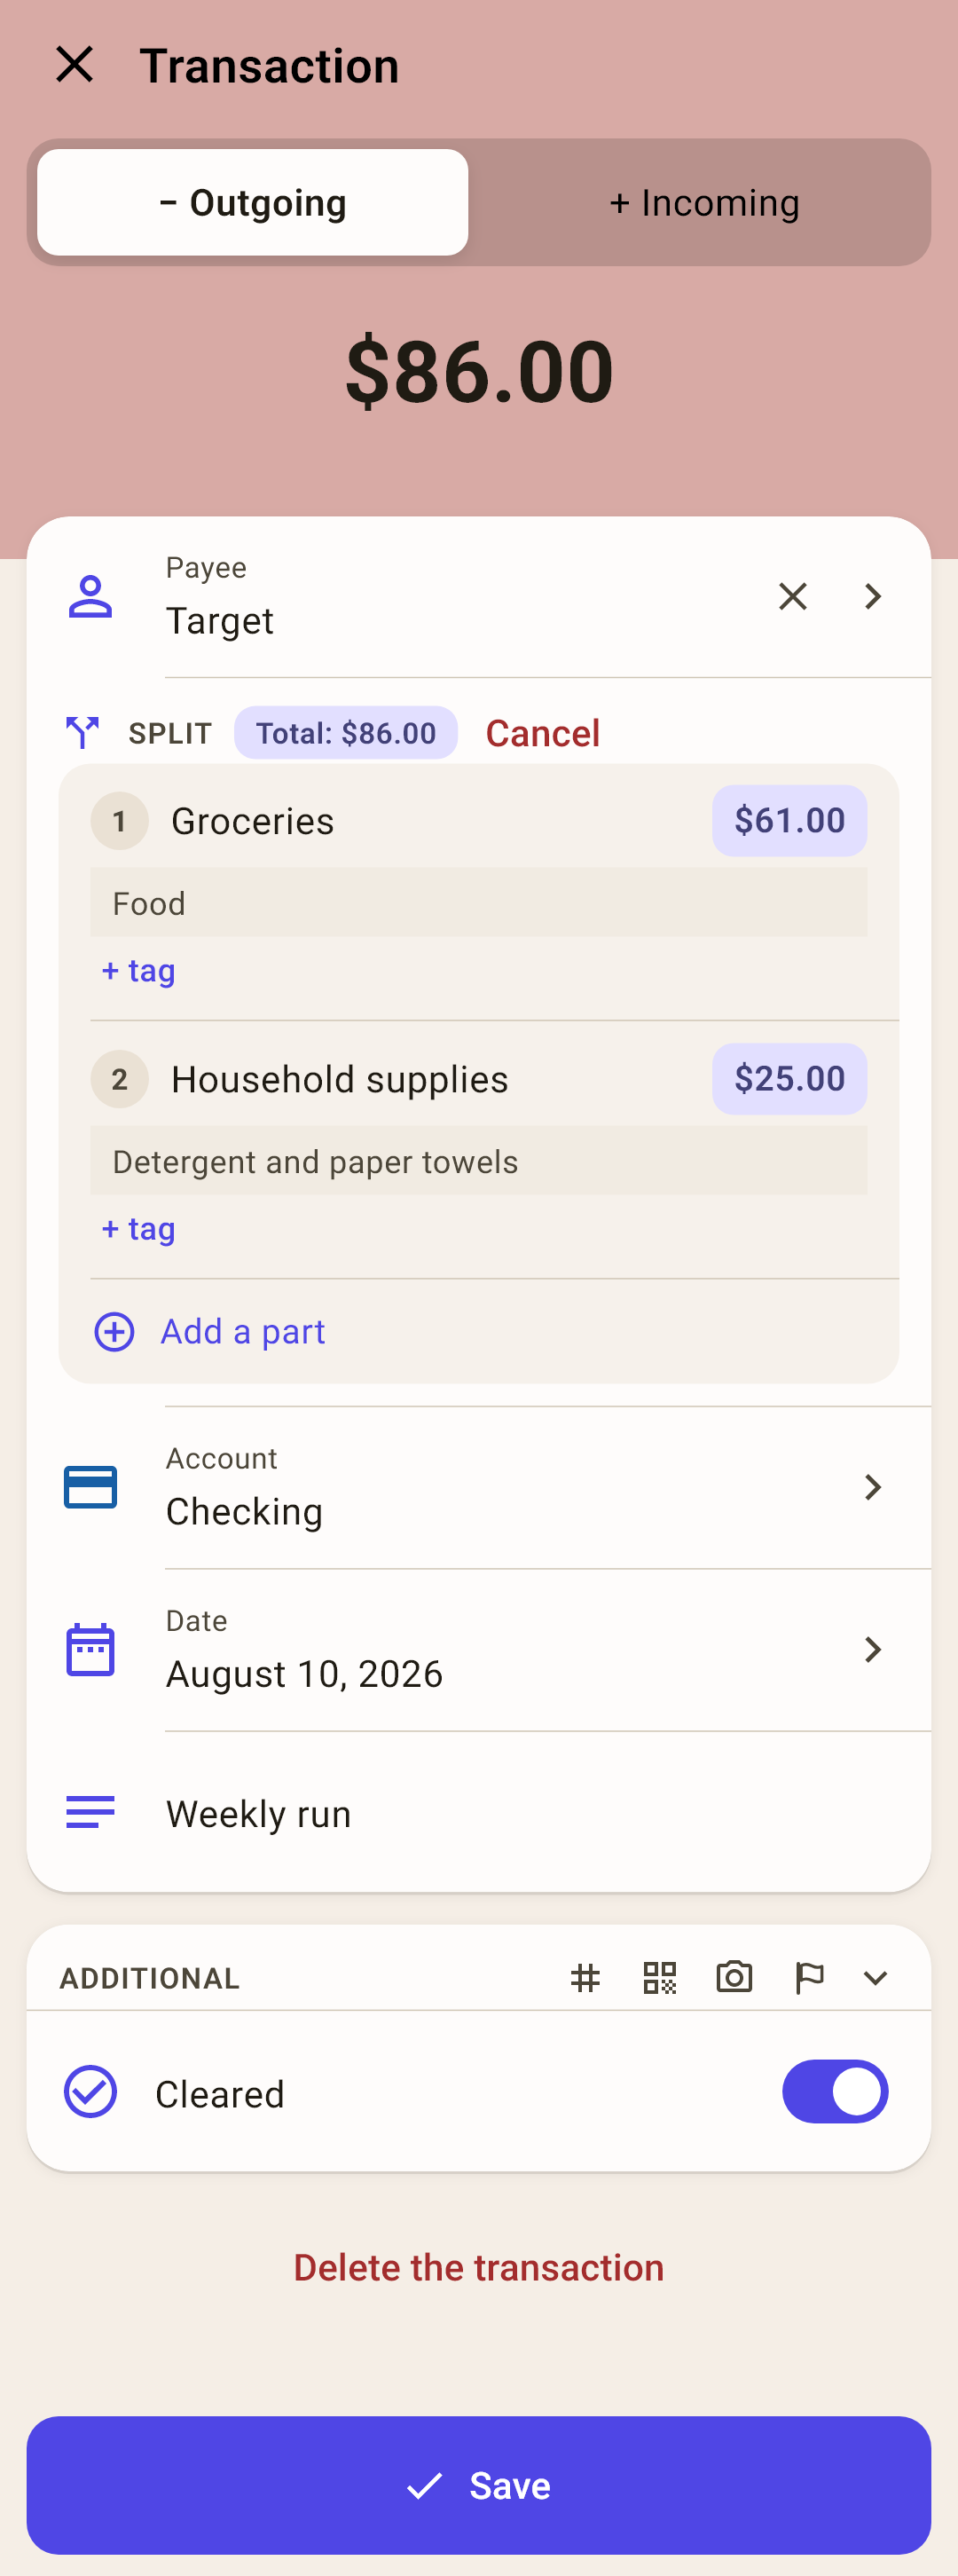 Transaction
− Outgoing
+ Incoming
$86.00
Payee
Target
SPLIT Total: $86.00 Cancel
1 Groceries $61.00
Food
+ tag
2 Household supplies $25.00
Detergent and paper towels
+ tag
Add a part
Account
Checking
Date
August 10, 2026
Weekly run
ADDITIONAL
Cleared
Delete the transaction
Save